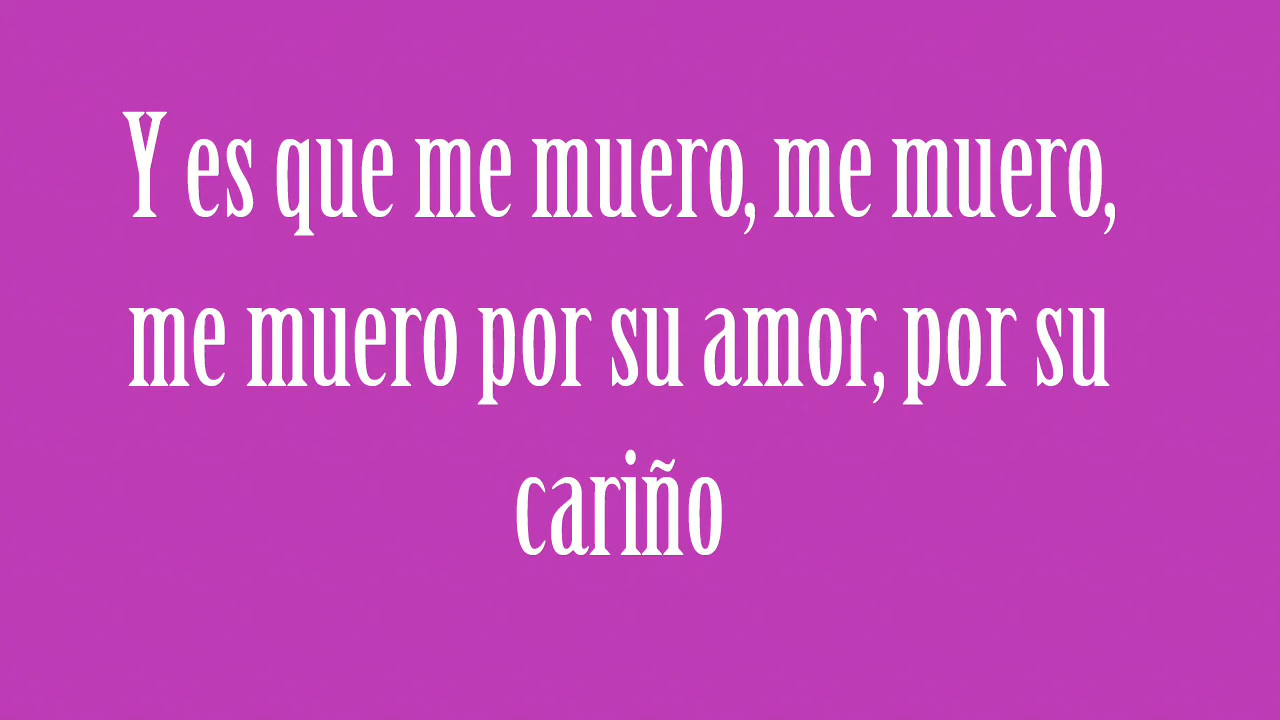 Y es que me muero, me muero,
me muero por su amor, por su
cariño